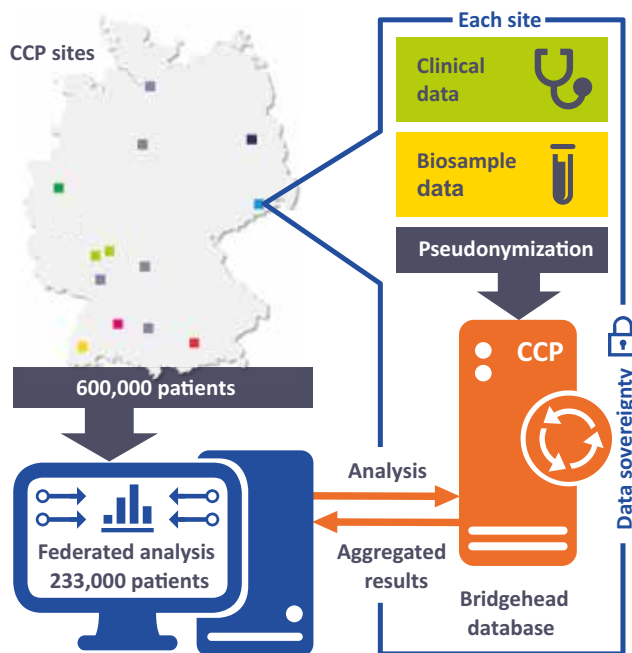 CCP sites
Each site
Clinical
data
Biosample
data
Pseudonymization
CCP
Data sovereignty
600,000 patients
Federated analysis
233,000 patients
Analysis
Aggregated
results
Bridgehead
database